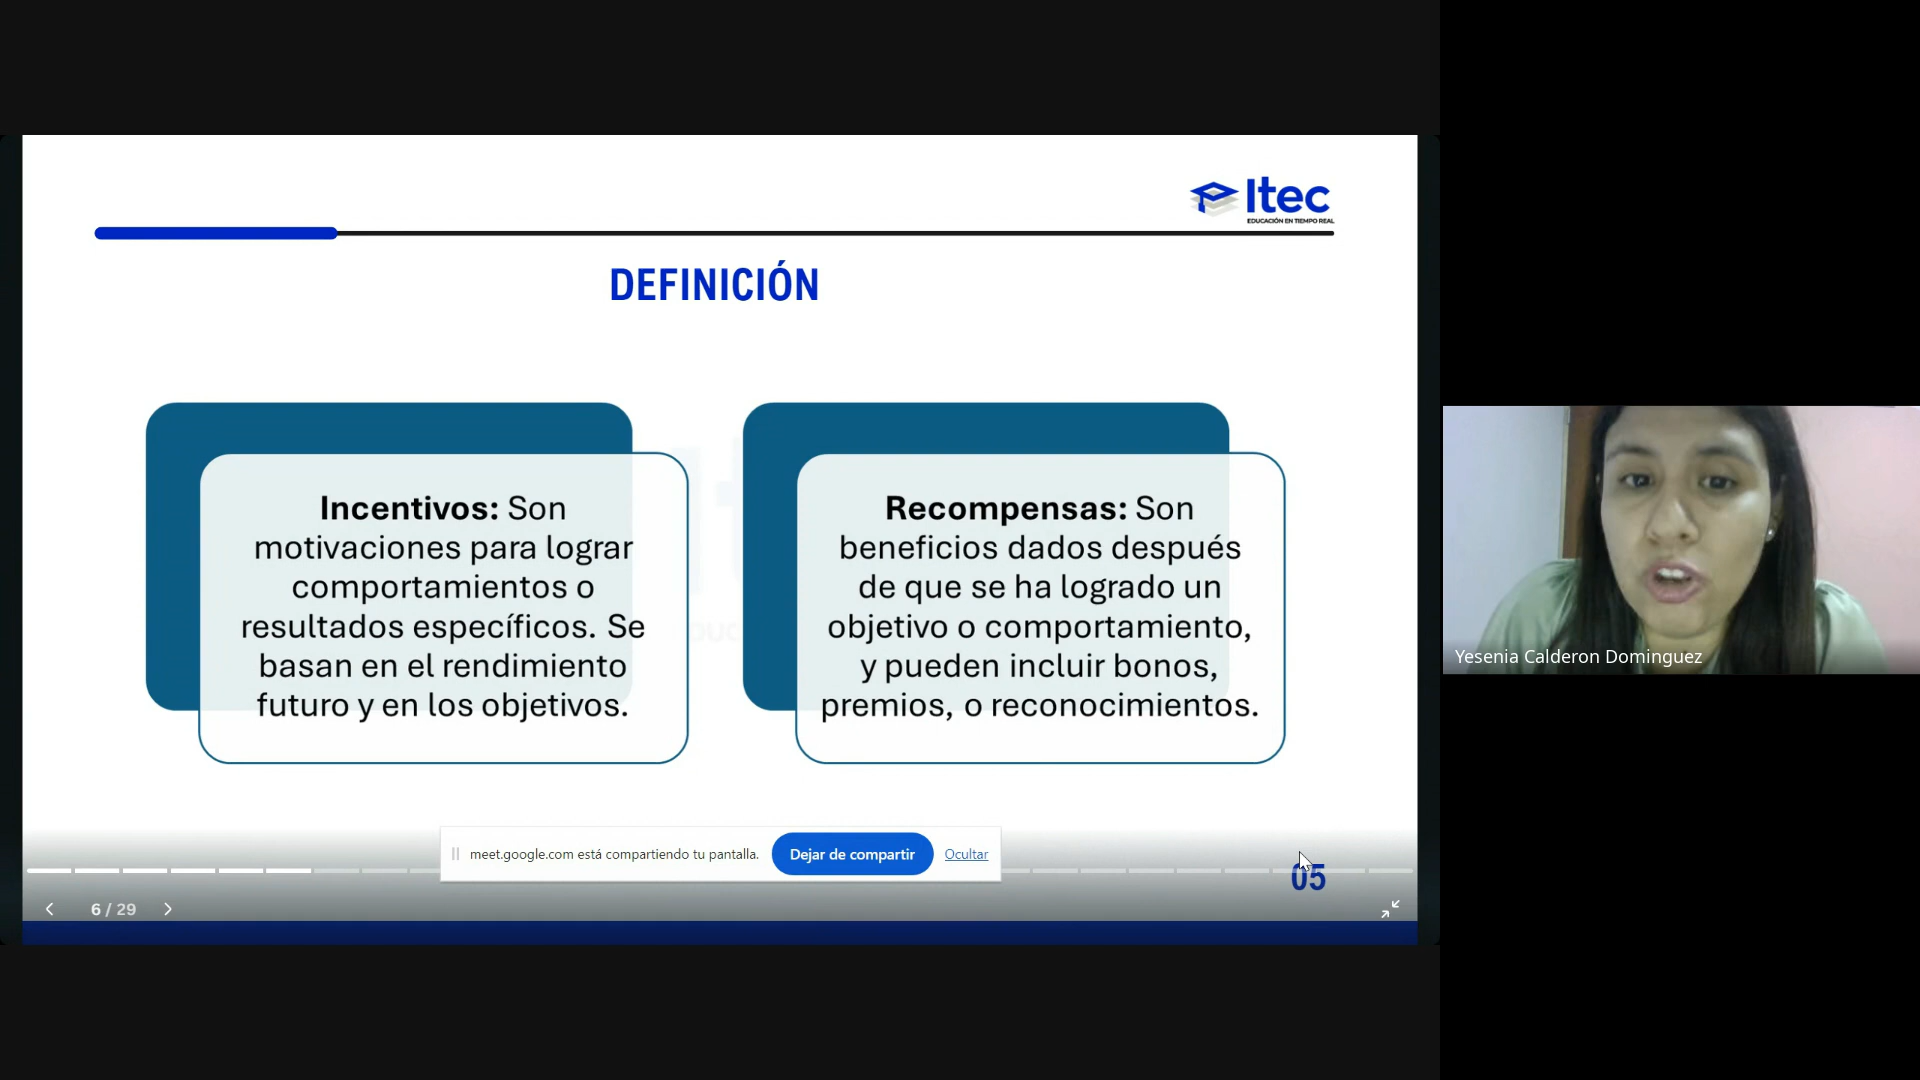 Itec
EDUCACIÓN EN TIEMPO REAL
DEFINICIÓN
Incentivos: Son
motivaciones para lograr
comportamientos o
resultados específicos. Se
basan en el rendimiento
futuro y en los objetivos.
Recompensas: Son
beneficios dados después
de que se ha logrado un
objetivo o comportamiento,
y pueden incluir bonos,
premios, o reconocimientos.
Yesenia Calderon Dominguez
meet.google.com está compartiendo tu pantalla.
Dejar de compartir
Ocultar
05
6 / 29